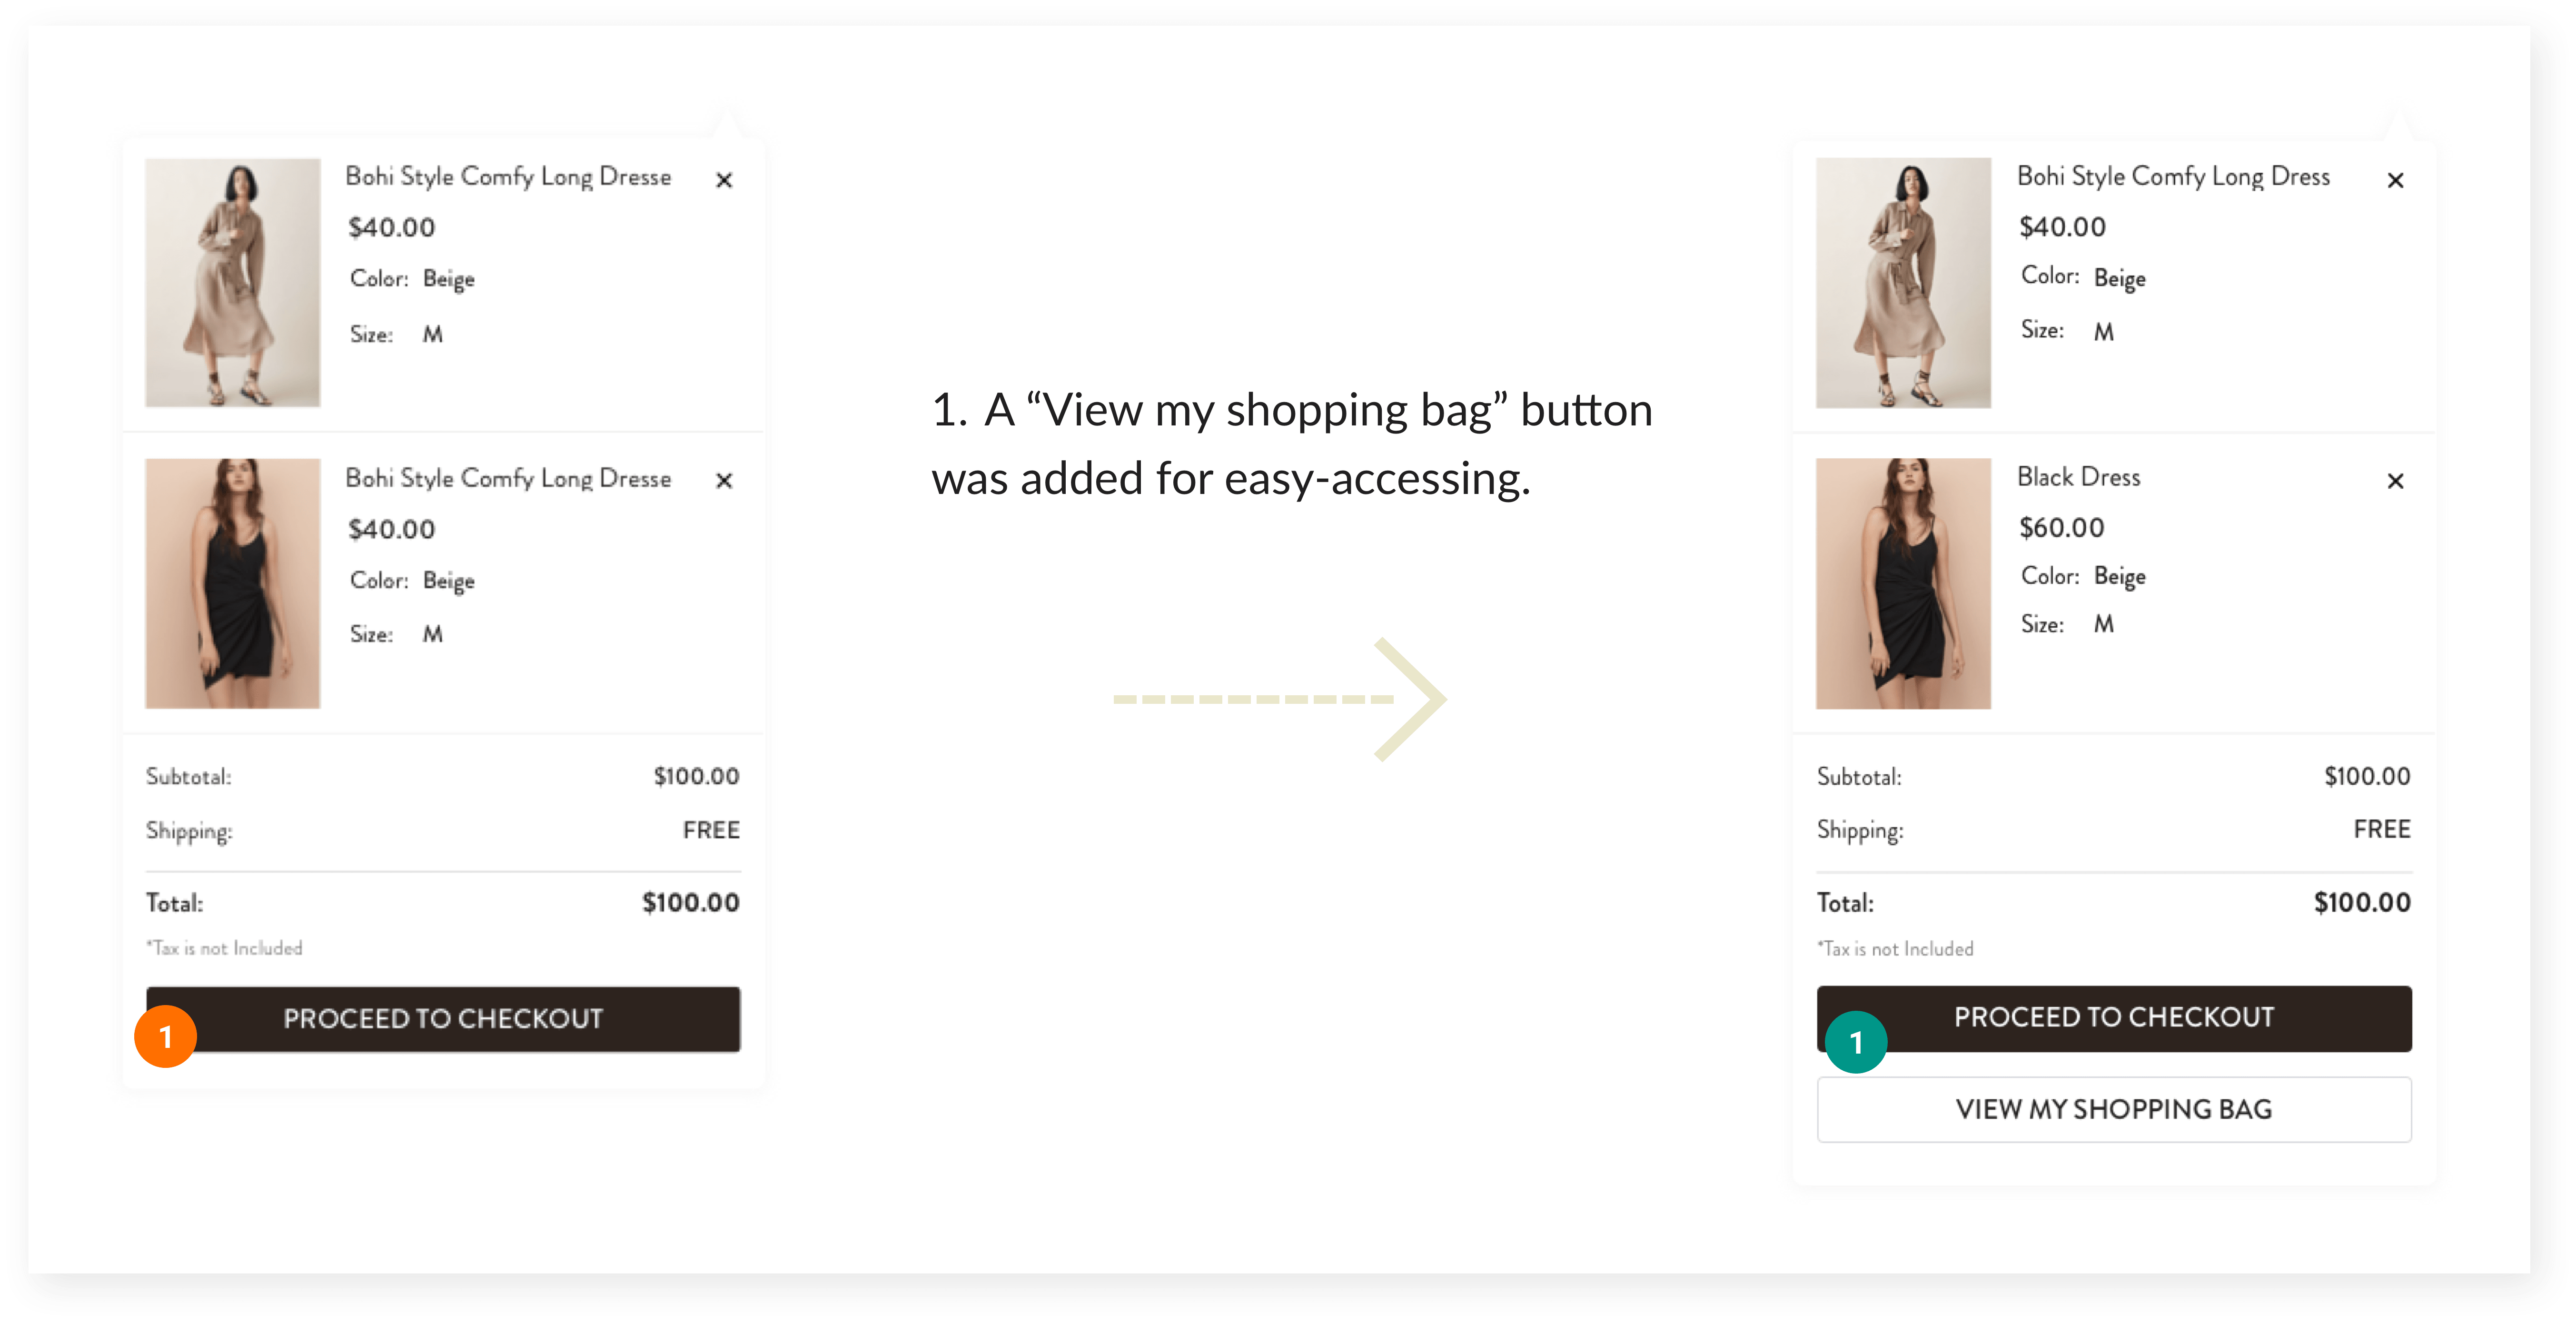 Bohi Style Comfy Long Dresse
$40.00
Color: Beige
Size: M
Bohi Style Comfy Long Dresse
$40.00
Color: Beige
Size: M
Subtotal: $100.00
Shipping: FREE
Total: $100.00
*Tax is not Included
PROCEED TO CHECKOUT
1
1. A “View my shopping bag” button
was added for easy-accessing.
Bohi Style Comfy Long Dress
$40.00
Color: Beige
Size: M
Black Dress
$60.00
Color: Beige
Size: M
Subtotal: $100.00
Shipping: FREE
Total: $100.00
*Tax is not Included
PROCEED TO CHECKOUT
1
VIEW MY SHOPPING BAG